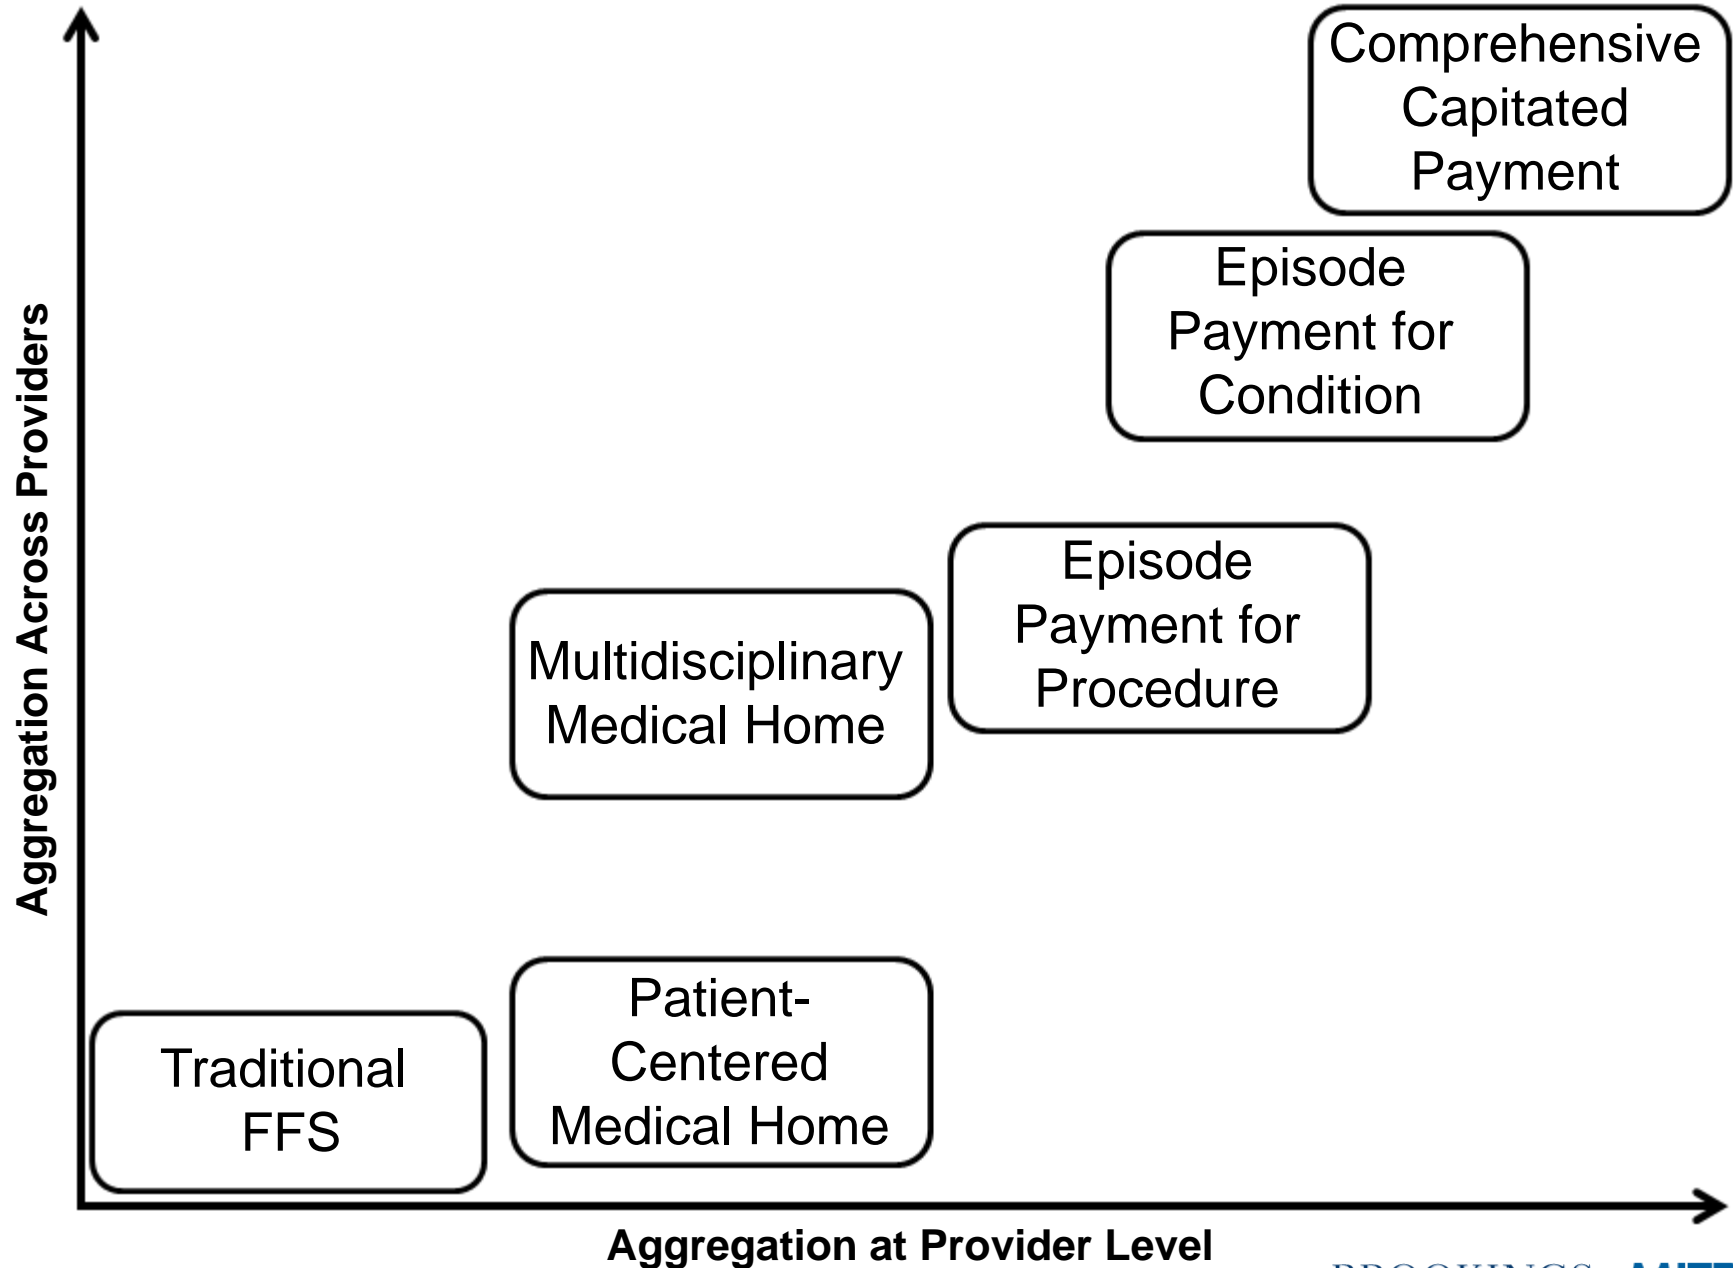 Comprehensive
Capitated
Payment
Episode
Payment for
Condition
Episode
Payment for
Procedure
Multidisciplinary
Medical Home
Patient-
Centered
Medical Home
Traditional
FFS
Aggregation Across Providers
Aggregation at Provider Level